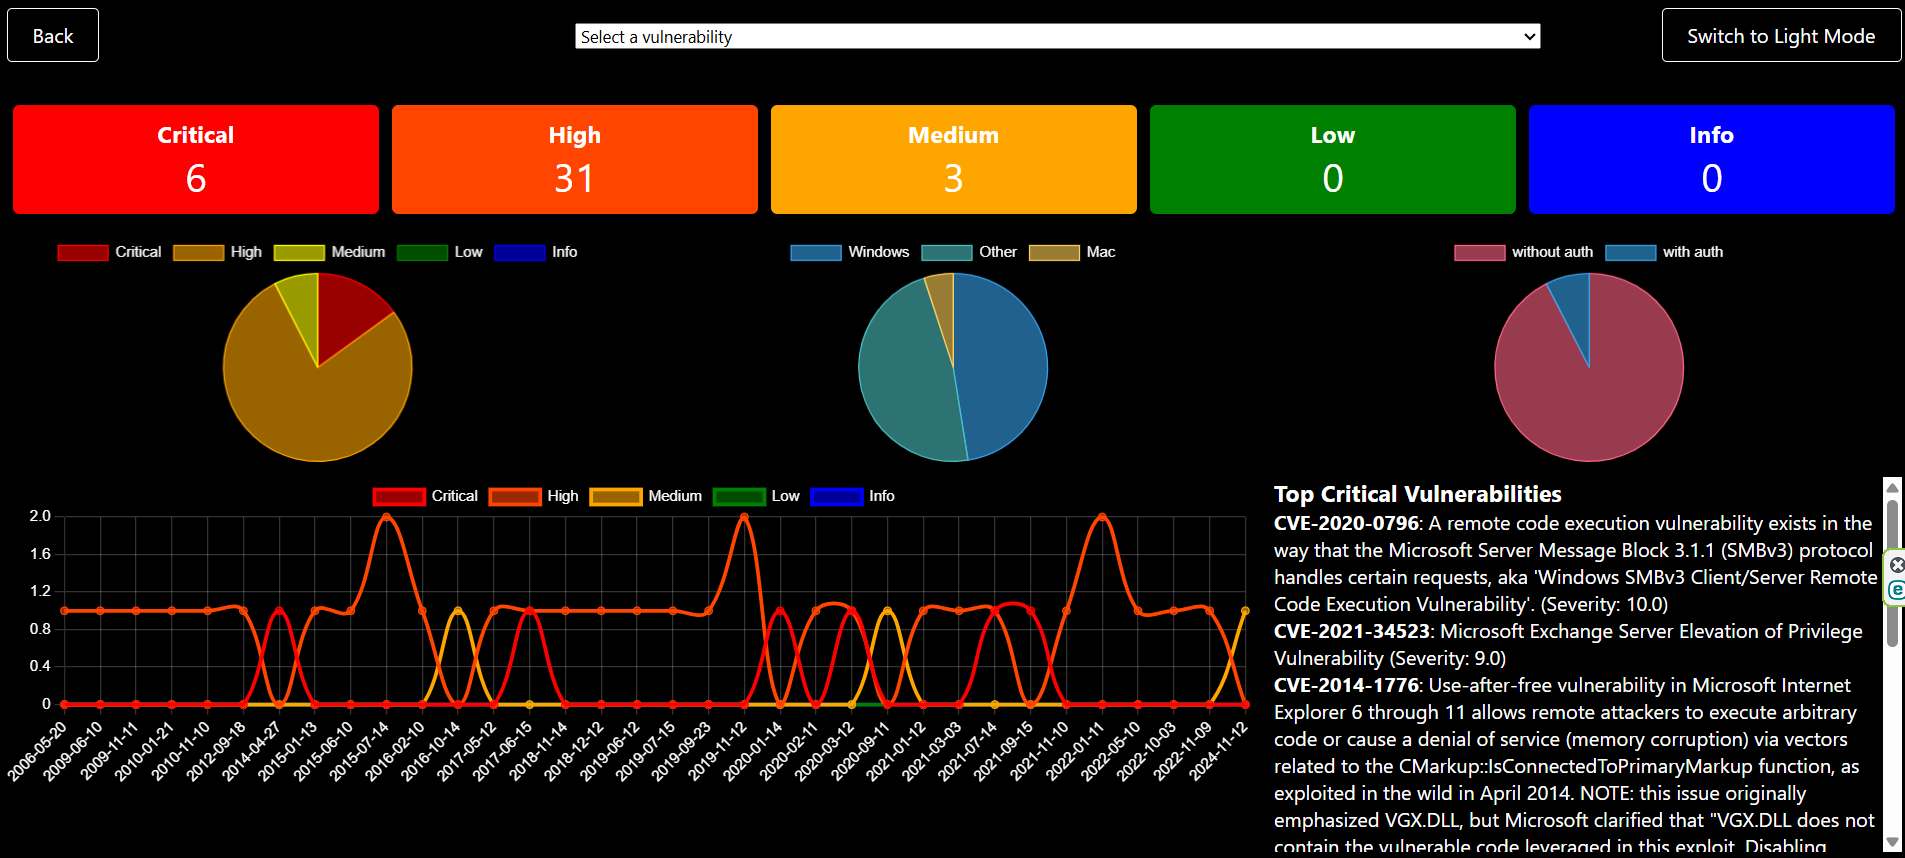 Back
Select a vulnerability
Switch to Light Mode
Critical
6
High
31
Medium
3
Low
0
Info
0
Critical High Medium Low Info
Windows Other Mac
without auth with auth
Critical High Medium Low Info
2.0
1.6
1.2
0.8
0.4
0
2006-05-20
2009-06-10
2009-11-11
2010-01-21
2010-11-10
2012-09-18
2014-04-27
2015-01-13
2015-06-10
2015-07-14
2016-02-10
2016-10-14
2017-05-12
2017-06-15
2018-11-14
2018-12-12
2019-06-12
2019-07-15
2019-09-23
2019-11-12
2020-01-14
2020-02-11
2020-03-12
2020-09-11
2021-01-12
2021-03-03
2021-07-14
2021-09-15
2021-11-10
2022-01-11
2022-05-10
2022-10-03
2022-11-09
2024-11-12
Top Critical Vulnerabilities
CVE-2020-0796: A remote code execution vulnerability exists in the
way that the Microsoft Server Message Block 3.1.1 (SMBv3) protocol
handles certain requests, aka 'Windows SMBv3 Client/Server Remote
Code Execution Vulnerability'. (Severity: 10.0)
CVE-2021-34523: Microsoft Exchange Server Elevation of Privilege
Vulnerability (Severity: 9.0)
CVE-2014-1776: Use-after-free vulnerability in Microsoft Internet
Explorer 6 through 11 allows remote attackers to execute arbitrary
code or cause a denial of service (memory corruption) via vectors
related to the CMarkup::IsConnectedToPrimaryMarkup function, as
exploited in the wild in April 2014. NOTE: this issue originally
emphasized VGX.DLL, but Microsoft clarified that "VGX.DLL does not
contain the vulnerable code leveraged in this exploit. Disabling